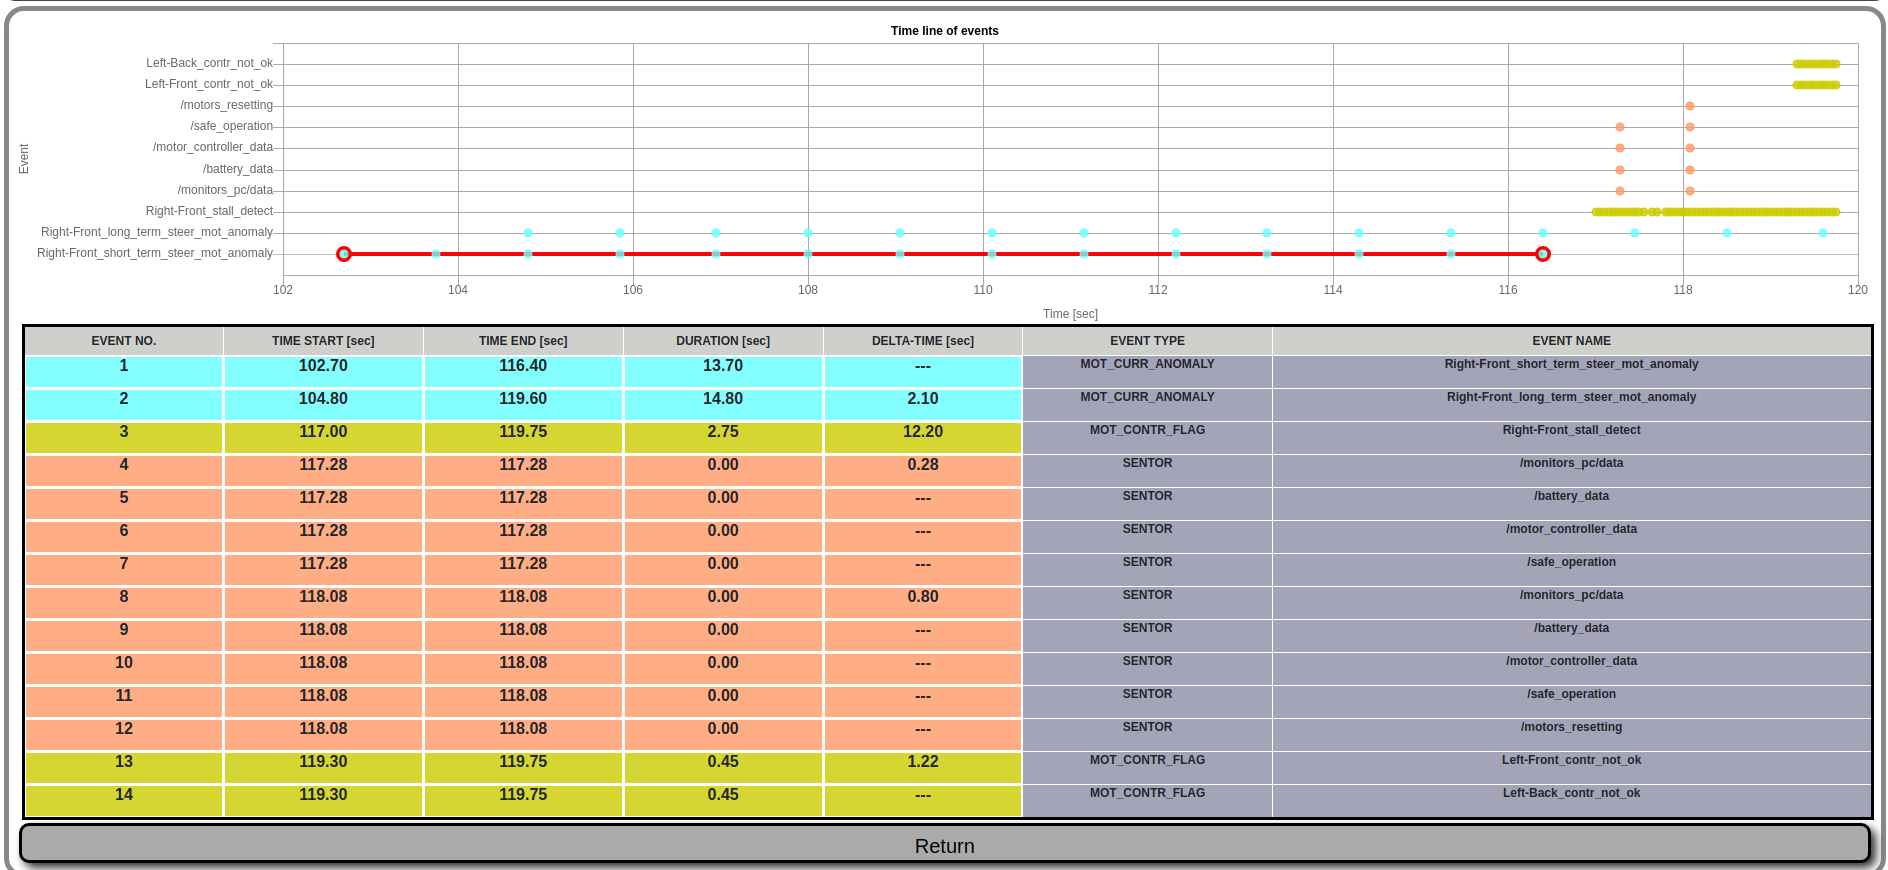 Time line of events
Left-Back_contr_not_ok
Left-Front_contr_not_ok
/motors_resetting
/safe_operation
/motor_controller_data
/battery_data
/monitors_pc/data
Right-Front_stall_detect
Right-Front_long_term_steer_mot_anomaly
Right-Front_short_term_steer_mot_anomaly
Event
102 104 106 108 110 112 114 116 118 120
Time [sec]
EVENT NO. TIME START [sec] TIME END [sec] DURATION [sec] DELTA-TIME [sec] EVENT TYPE EVENT NAME
1 102.70 116.40 13.70 --- MOT_CURR_ANOMALY Right-Front_short_term_steer_mot_anomaly
2 104.80 119.60 14.80 2.10 MOT_CURR_ANOMALY Right-Front_long_term_steer_mot_anomaly
3 117.00 119.75 2.75 12.20 MOT_CONTR_FLAG Right-Front_stall_detect
4 117.28 117.28 0.00 0.28 SENTOR /monitors_pc/data
5 117.28 117.28 0.00 --- SENTOR /battery_data
6 117.28 117.28 0.00 --- SENTOR /motor_controller_data
7 117.28 117.28 0.00 --- SENTOR /safe_operation
8 118.08 118.08 0.00 0.80 SENTOR /monitors_pc/data
9 118.08 118.08 0.00 --- SENTOR /battery_data
10 118.08 118.08 0.00 --- SENTOR /motor_controller_data
11 118.08 118.08 0.00 --- SENTOR /safe_operation
12 118.08 118.08 0.00 --- SENTOR /motors_resetting
13 119.30 119.75 0.45 1.22 MOT_CONTR_FLAG Left-Front_contr_not_ok
14 119.30 119.75 0.45 --- MOT_CONTR_FLAG Left-Back_contr_not_ok
Return